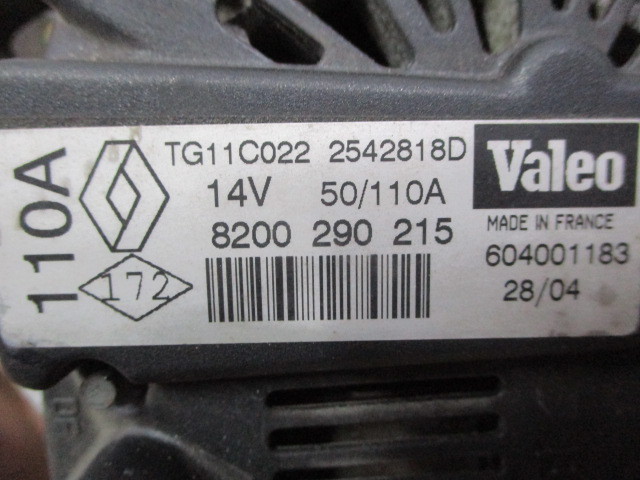 110A
TG11C022 2542818D
14V 50/110A
8200 290 215
172
Valeo
MADE IN FRANCE
604001183
28/04